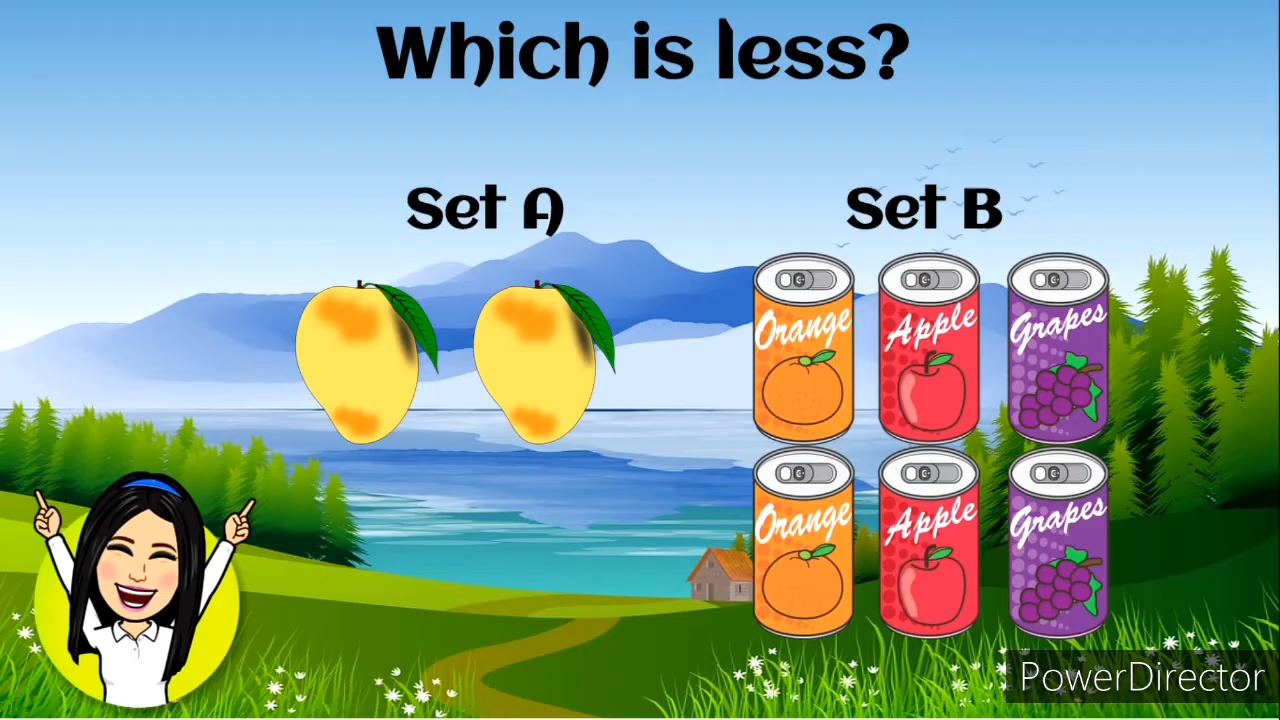 Which is less?
Set A
Set B
Orange Apple Grapes
Orange Apple Grapes
PowerDirector